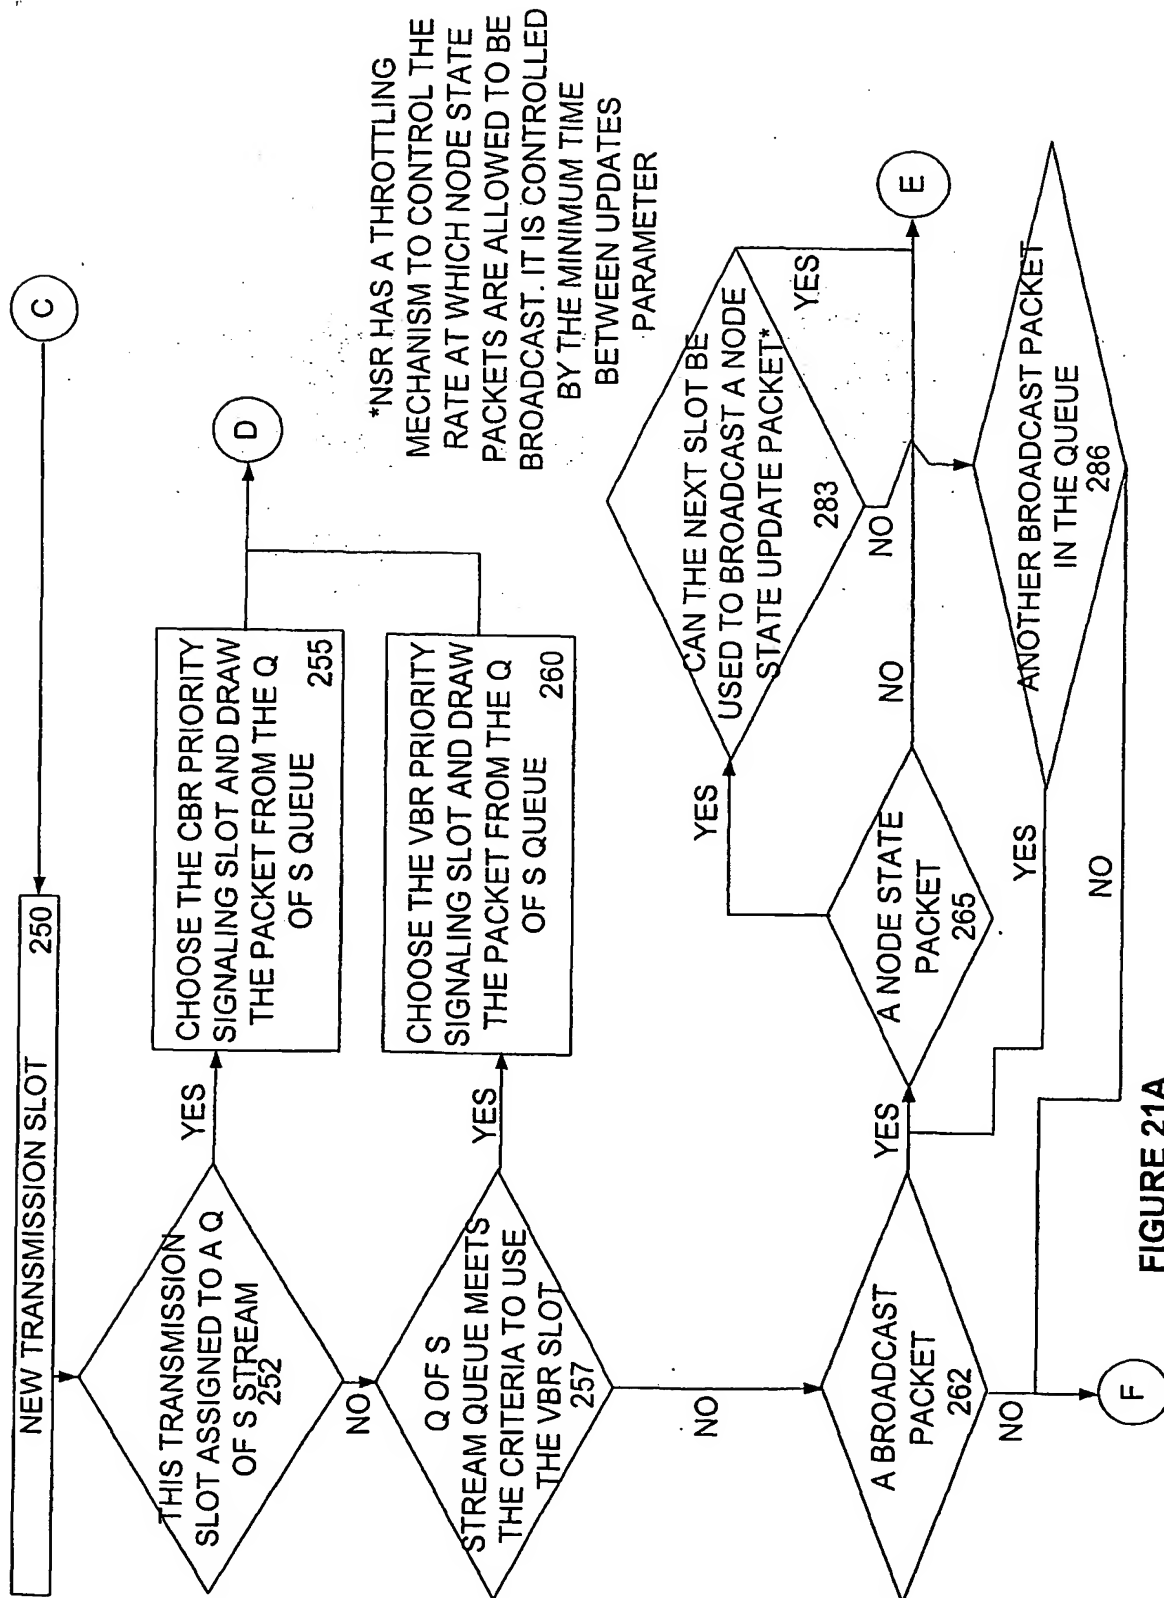 C
NEW TRANSMISSION SLOT 250
THIS TRANSMISSION
SLOT ASSIGNED TO A Q
OF S STREAM
252
YES
CHOOSE THE CBR PRIORITY
SIGNALING SLOT AND DRAW
THE PACKET FROM THE Q
OF S QUEUE 255
D
NO
Q OF S
STREAM QUEUE MEETS
THE CRITERIA TO USE
THE VBR SLOT
257
YES
CHOOSE THE VBR PRIORITY
SIGNALING SLOT AND DRAW
THE PACKET FROM THE Q
OF S QUEUE 260
*NSR HAS A THROTTLING
MECHANISM TO CONTROL THE
RATE AT WHICH NODE STATE
PACKETS ARE ALLOWED TO BE
BROADCAST. IT IS CONTROLLED
BY THE MINIMUM TIME
BETWEEN UPDATES
PARAMETER
NO
A BROADCAST
PACKET
262
YES
A NODE STATE
PACKET
265
YES
CAN THE NEXT SLOT BE
USED TO BROADCAST A NODE
STATE UPDATE PACKET*
283
YES
NO
NO
E
ANOTHER BROADCAST PACKET
IN THE QUEUE
286
YES
NO
NO
F
FIGURE 21A